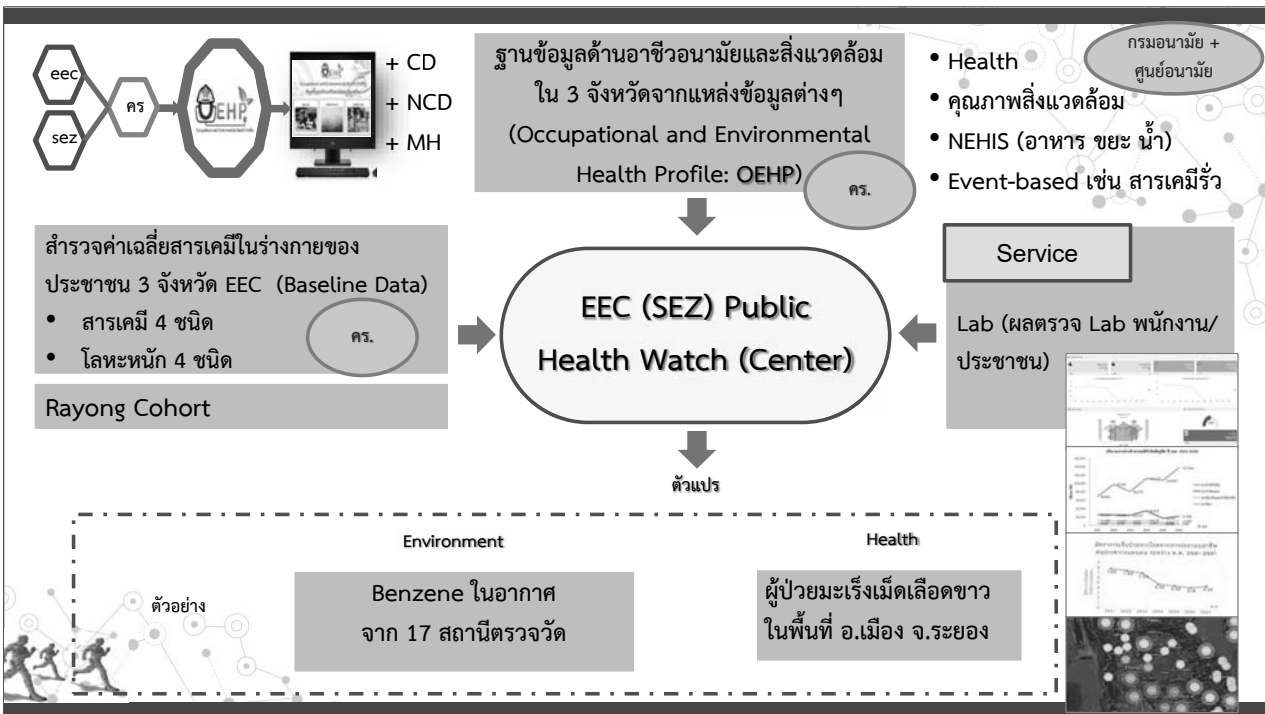 eec
sez
คร
OEHP
+ CD
+ NCD
+ MH
ฐานข้อมูลด้านอาชีวอนามัยและสิ่งแวดล้อม
ใน 3 จังหวัดจากแหล่งข้อมูลต่างๆ
(Occupational and Environmental
Health Profile: OEHP)
คร.
กรมอนามัย +
ศูนย์อนามัย
• Health
• คุณภาพสิ่งแวดล้อม
• NEHIS (อาหาร ขยะ น้ำ)
• Event-based เช่น สารเคมีรั่ว
สำรวจค่าเฉลี่ยสารเคมีในร่างกายของ
ประชาชน 3 จังหวัด EEC (Baseline Data)
• สารเคมี 4 ชนิด
• โลหะหนัก 4 ชนิด
คร.
Rayong Cohort
EEC (SEZ) Public
Health Watch (Center)
Service
Lab (ผลตรวจ Lab พนักงาน/
ประชาชน)
ตัวแปร
Environment
Health
ตัวอย่าง
Benzene ในอากาศ
จาก 17 สถานีตรวจวัด
ผู้ป่วยมะเร็งเม็ดเลือดขาว
ในพื้นที่ อ.เมือง จ.ระยอง